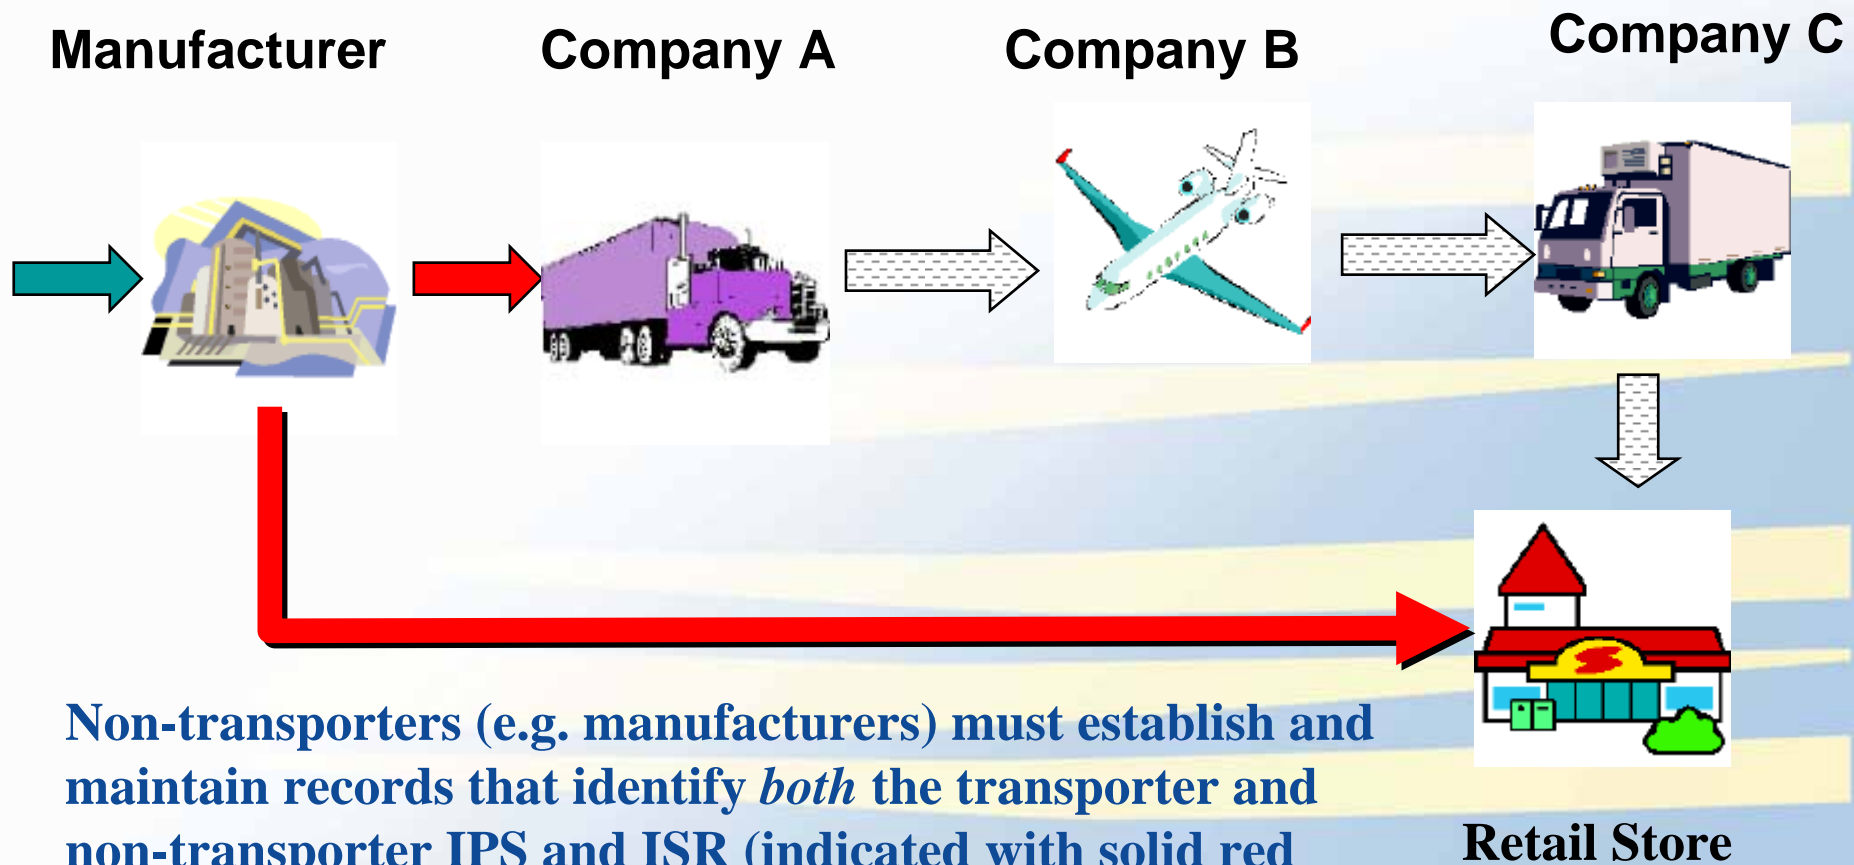 Manufacturer
Company A
Company B
Company C
Non-transporters (e.g. manufacturers) must establish and
maintain records that identify both the transporter and
non-transporter IPS and ISR (indicated with solid red
Retail Store